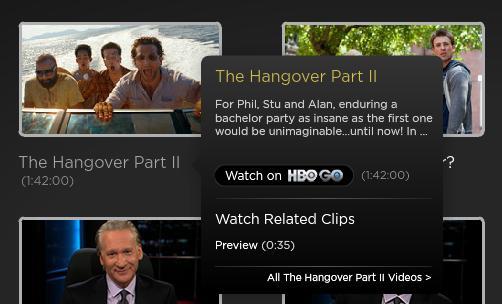 The Hangover Part II
For Phil, Stu and Alan, enduring a
bachelor party as insane as the first one
would be unimaginable...until now! In ...
The Hangover Part II
r?
(1:42:00)
Watch on HBO GO (1:42:00)
Watch Related Clips
Preview (0:35)
All The Hangover Part II Videos >